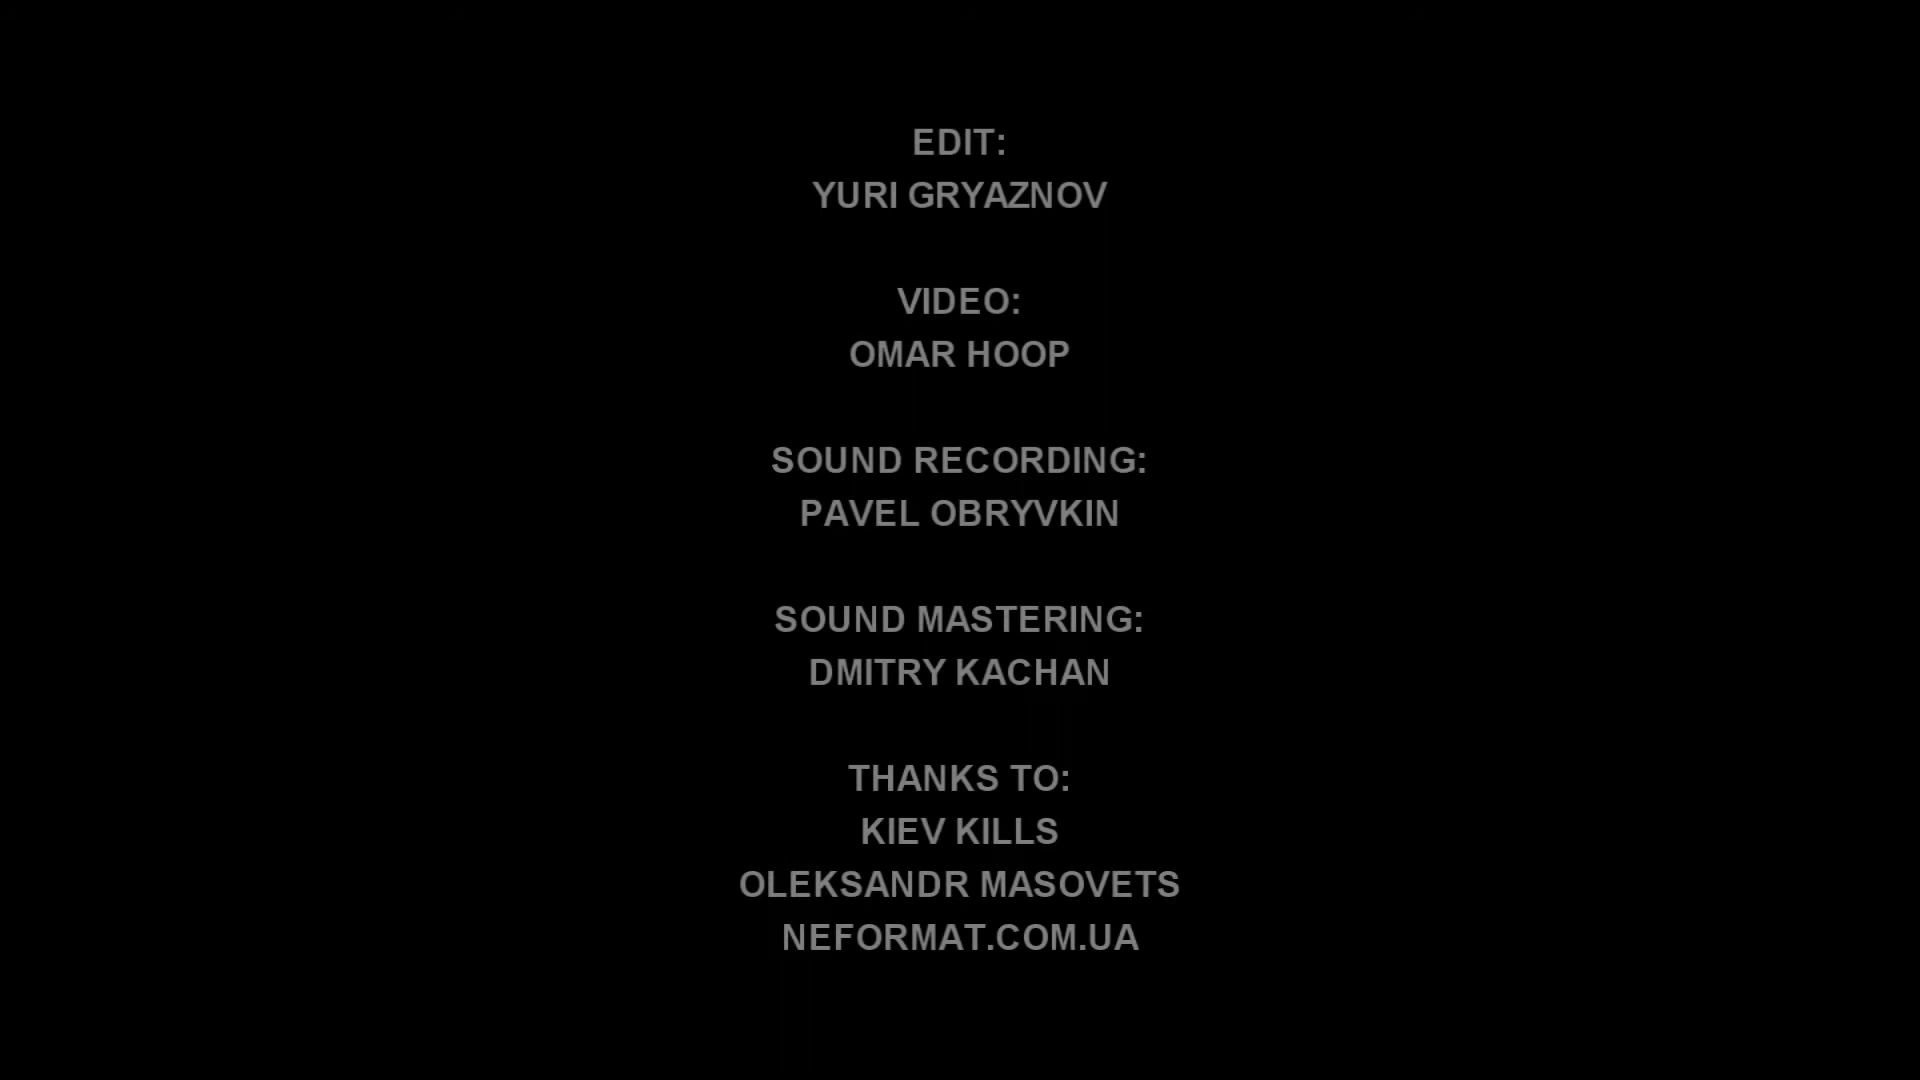 EDIT:
YURI GRYAZNOV
VIDEO:
OMAR HOOP
SOUND RECORDING:
PAVEL OBRYVKIN
SOUND MASTERING:
DMITRY KACHAN
THANKS TO:
KIEV KILLS
OLEKSANDR MASOVETS
NEFORMAT.COM.UA